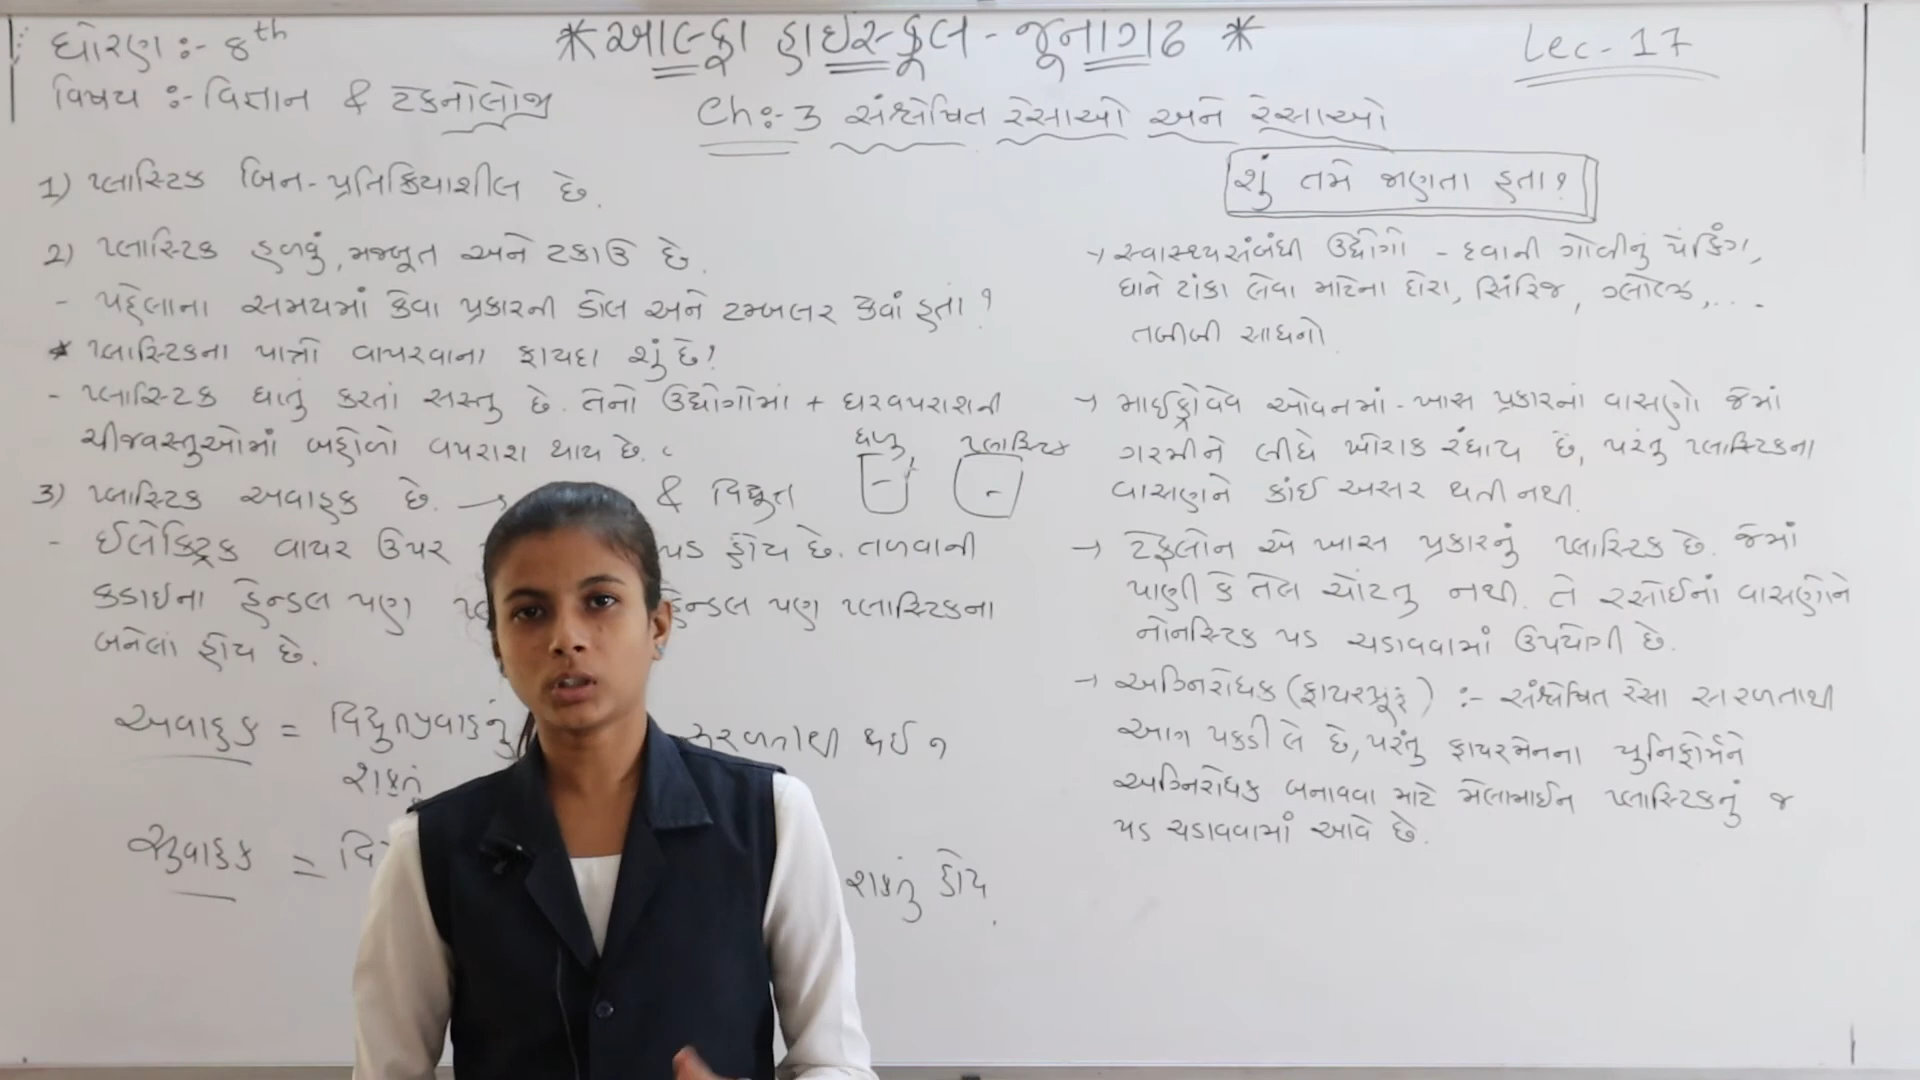 ધોરણ :- 8th
* આલ્ફા હાઈસ્કૂલ - જૂનાગઢ *
Lec - 17
વિષય :- વિજ્ઞાન & ટેકનોલોજી
Ch:- 3 સંશ્લેષિત રેસાઓ અને રેસાઓ
1) પ્લાસ્ટિક બિન-પ્રતિક્રિયાશીલ છે.
2) પ્લાસ્ટિક હળવું, મજબૂત અને ટકાઉ છે.
- પહેલાના સમયમાં કેવા પ્રકારની ડોલ અને ટમ્બલર કેવાં હતાં ?
* પ્લાસ્ટિકના પાત્રો વાપરવાના ફાયદા શું છે?
- પ્લાસ્ટિક ધાતું કરતાં સસ્તુ છે. તેનો ઉદ્યોગોમાં + ઘરવપરાશની
ચીજવસ્તુઓમાં બહોળો વપરાશ થાય છે.
ધાતુ પ્લાસ્ટિક
3) પ્લાસ્ટિક અવાહક છે. → & વિદ્યુત
- ઈલેક્ટ્રિક વાયર ઉપર પડ હોય છે. તળવાની
કડાઈના હેન્ડલ પણ હેન્ડલ પણ પ્લાસ્ટિકના
બનેલાં હોય છે.
અવાહક = વિદ્યુતપ્રવાહનું સરળતાથી થઈ ન
શકતું
સુવાહક = શકતું હોય.
શું તમે જાણતા હતા?
→ સ્વાસ્થ્યસંબંધી ઉદ્યોગો - દવાની ગોળીનું પેકિંગ,
ઘાને ટાંકા લેવા માટેના દોરા, સિરિંજ, ગ્લોવ્ઝ, ...
તબીબી સાધનો.
→ માઈક્રોવેવ ઓવનમાં - ખાસ પ્રકારનાં વાસણો જેમાં
ગરમીને લીધે ખોરાક રંધાય છે, પરંતુ પ્લાસ્ટિકના
વાસણને કાંઈ અસર થતી નથી.
→ ટેફલોન એ ખાસ પ્રકારનું પ્લાસ્ટિક છે. જેમાં
પાણી કે તેલ ચોંટતુ નથી. તે રસોઈનાં વાસણોને
નોનસ્ટિક પડ ચડાવવામાં ઉપયોગી છે.
→ અગ્નિરોધક (ફાયરપ્રૂફ) :- સંશ્લેષિત રેસા સરળતાથી
આગ પકડી લે છે, પરંતુ ફાયરમેનના યુનિફોર્મને
અગ્નિરોધક બનાવવા માટે મેલામાઈન પ્લાસ્ટિકનું જ
પડ ચડાવવામાં આવે છે.